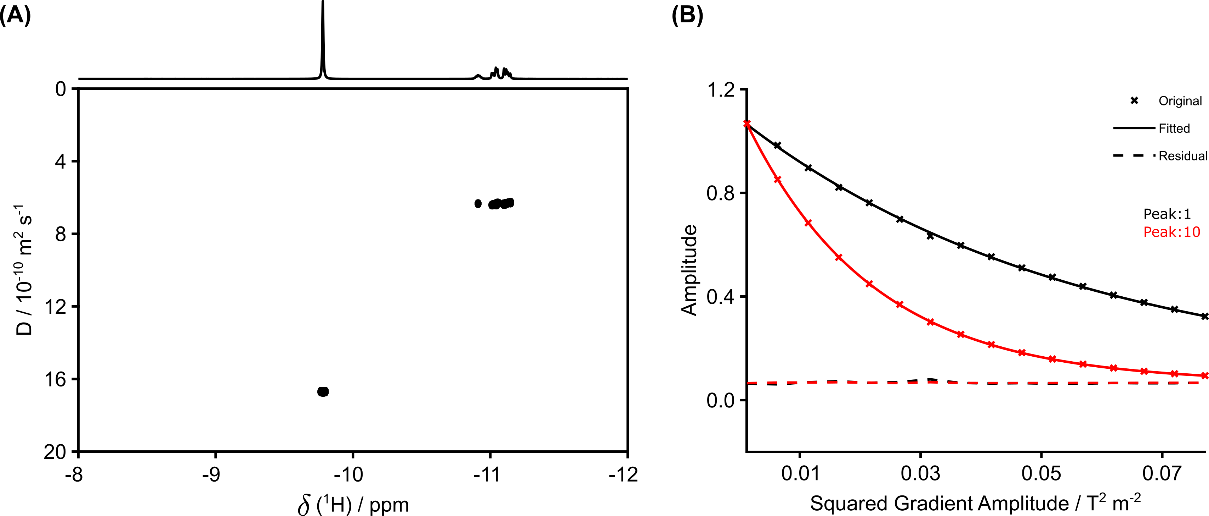 (A)
0
4
8
12
16
20
D / 10⁻¹⁰ m² s⁻¹
-8
-9
-10
-11
-12
δ (¹H) / ppm
(B)
1.2
0.8
0.4
0.0
Amplitude
Original
Fitted
Residual
Peak:1
Peak:10
0.01
0.03
0.05
0.07
Squared Gradient Amplitude / T² m⁻²